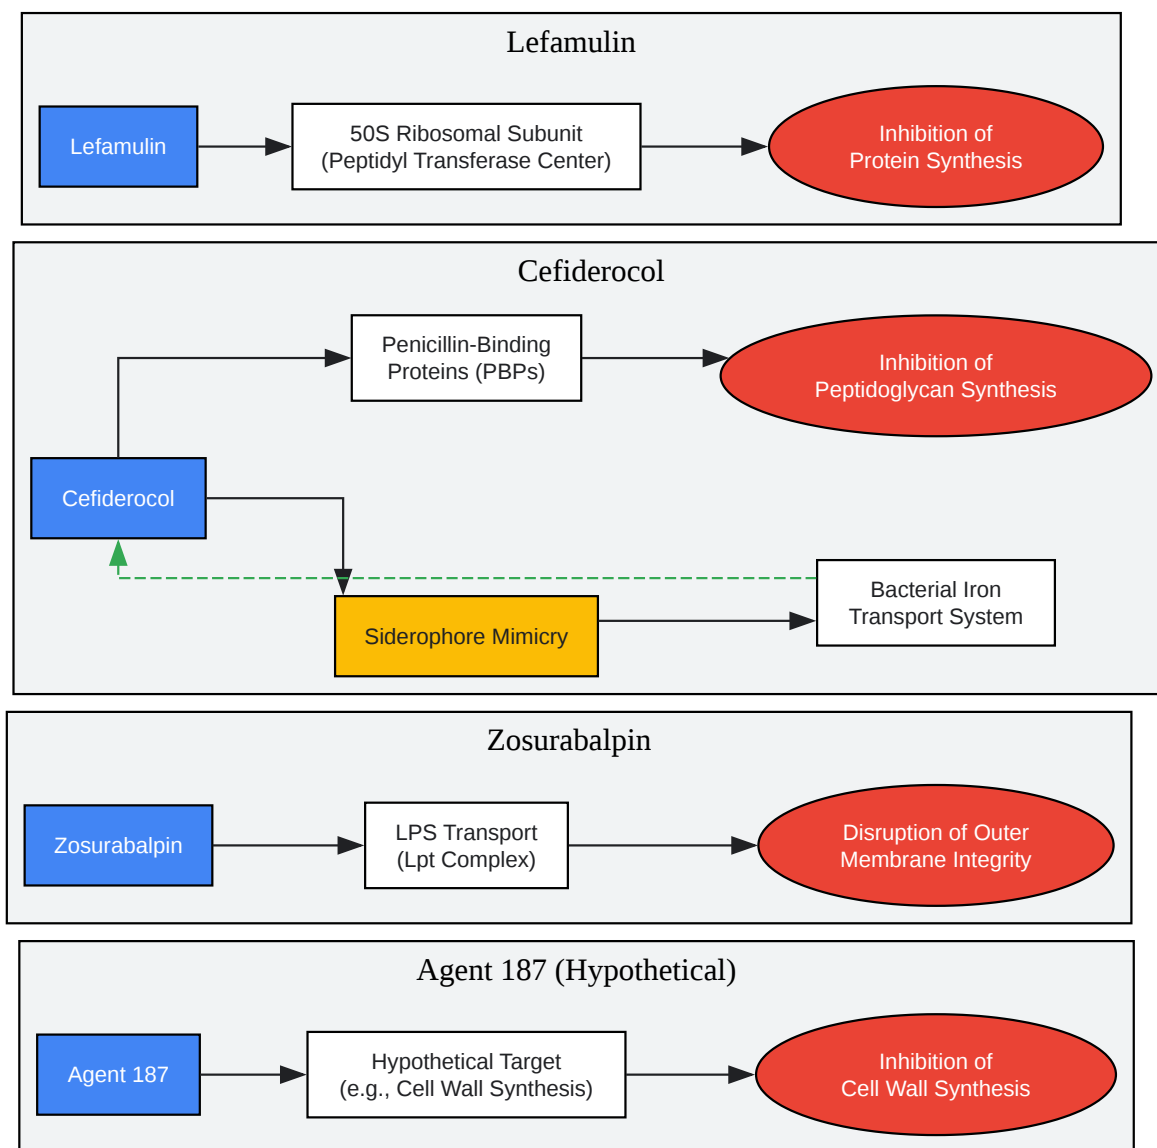 Lefamulin
Lefamulin
50S Ribosomal Subunit
(Peptidyl Transferase Center)
Inhibition of
Protein Synthesis
Cefiderocol
Penicillin-Binding
Proteins (PBPs)
Inhibition of
Peptidoglycan Synthesis
Cefiderocol
Siderophore Mimicry
Bacterial Iron
Transport System
Zosurabalpin
Zosurabalpin
LPS Transport
(Lpt Complex)
Disruption of Outer
Membrane Integrity
Agent 187 (Hypothetical)
Agent 187
Hypothetical Target
(e.g., Cell Wall Synthesis)
Inhibition of
Cell Wall Synthesis